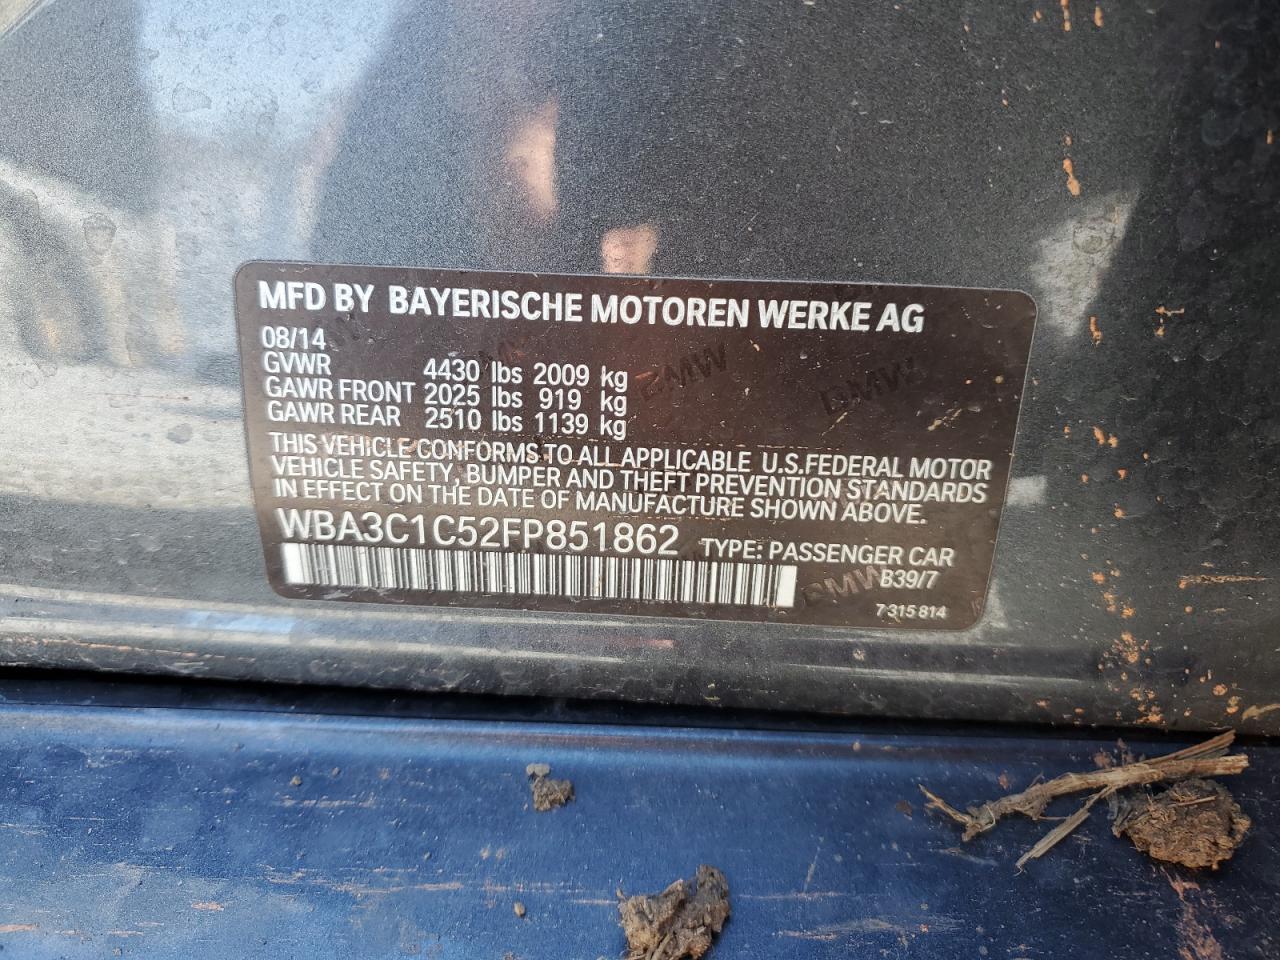 MFD BY BAYERISCHE MOTOREN WERKE AG
08/14
GVWR 4430 lbs 2009 kg
GAWR FRONT 2025 lbs 919 kg
GAWR REAR 2510 lbs 1139 kg
THIS VEHICLE CONFORMS TO ALL APPLICABLE U.S.FEDERAL MOTOR
VEHICLE SAFETY, BUMPER AND THEFT PREVENTION STANDARDS
IN EFFECT ON THE DATE OF MANUFACTURE SHOWN ABOVE.
WBA3C1C52FP851862 TYPE: PASSENGER CAR
B39/7
7 315 814